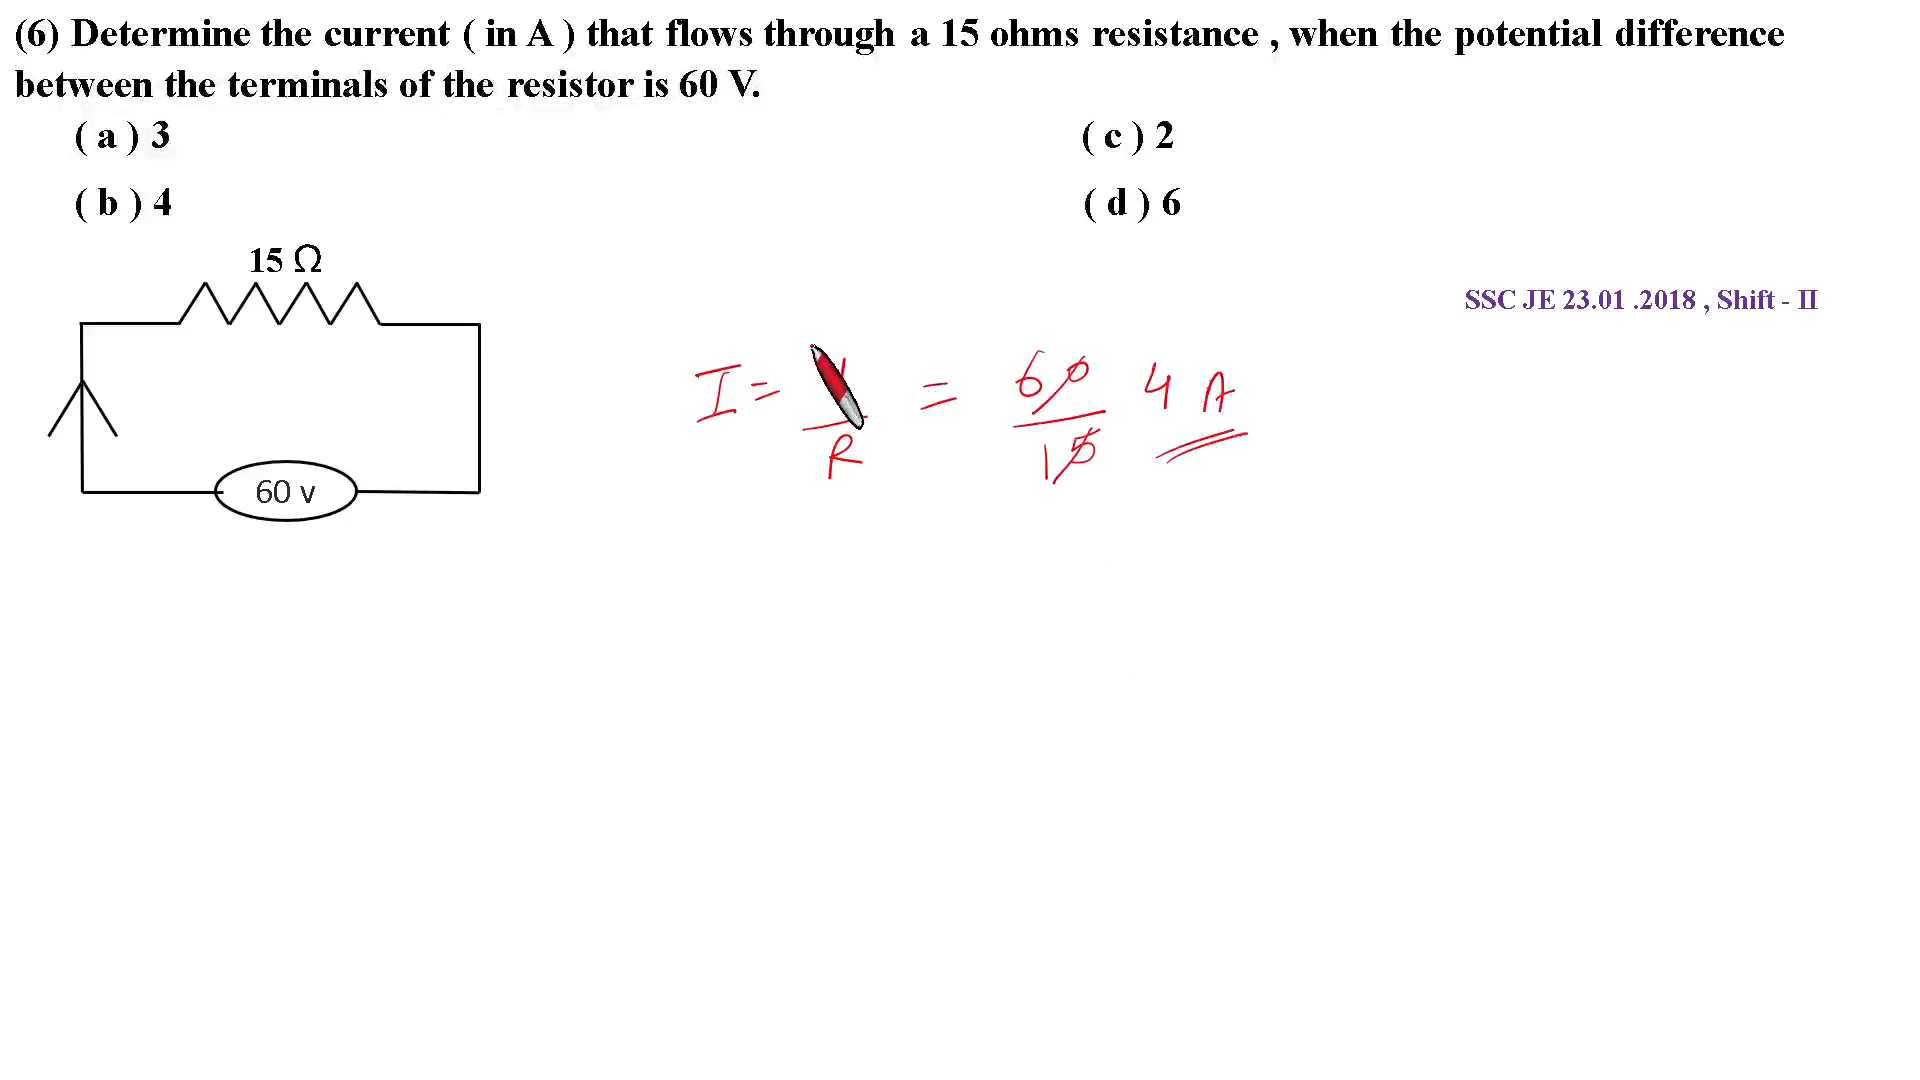 (6) Determine the current ( in A ) that flows through a 15 ohms resistance , when the potential difference
between the terminals of the resistor is 60 V.
( a ) 3
( c ) 2
( b ) 4
( d ) 6
15 Ω
SSC JE 23.01 .2018 , Shift - II
I = / R = 60 / 15 4 A
60 v